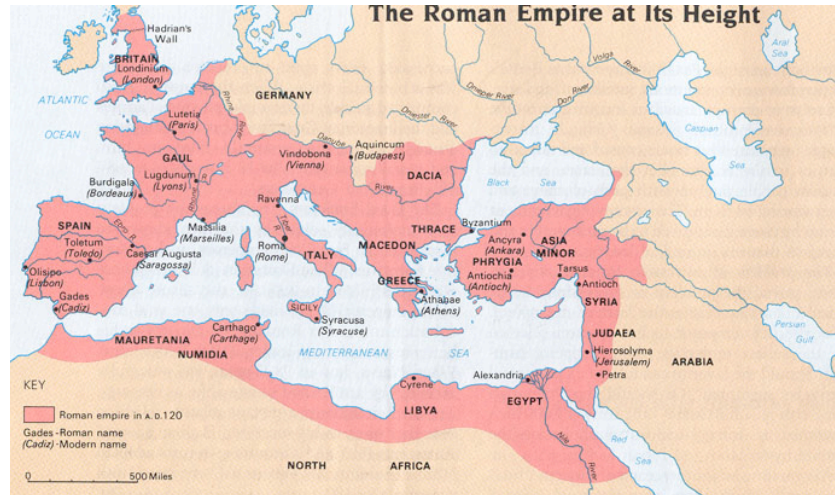 The Roman Empire at Its Height
Hadrian's
Wall
BRITAIN
Londinium
(London)
ATLANTIC
OCEAN
GERMANY
Rhine
River
Lutetia
(Paris)
GAUL
Lugdunum
(Lyons)
Rhone
R.
Burdigala
(Bordeaux)
Massilia
(Marseilles)
Vindobona
(Vienna)
Danube
River
Aquincum
(Budapest)
Dniester
River
Dnieper River
Don River
Volga
River
Aral
Sea
Caspian
Sea
DACIA
Black Sea
Ravenna
Tiber
R.
Roma
(Rome)
ITALY
SPAIN
Ebro R.
Toletum
(Toledo)
Caesar Augusta
(Saragossa)
Olisipo
(Lisbon)
Gades
(Cadiz)
THRACE
Byzantium
MACEDON
GREECE
Athabae
(Athens)
Ancyra
(Ankara)
ASIA
MINOR
PHRYGIA
Antiochia
(Antioch)
Tarsus
Antioch
SYRIA
SICILY
Syracusa
(Syracuse)
Carthago
(Carthage)
MAURETANIA
NUMIDIA
MEDITERRANEAN SEA
JUDAEA
Hierosolyma
(Jerusalem)
Petra
ARABIA
Persian
Gulf
Cyrene
Alexandria
LIBYA
EGYPT
Nile
River
Red
Sea
NORTH AFRICA
KEY
Roman empire in A.D.120
Gades -Roman name
(Cadiz) -Modern name
0 500 Miles